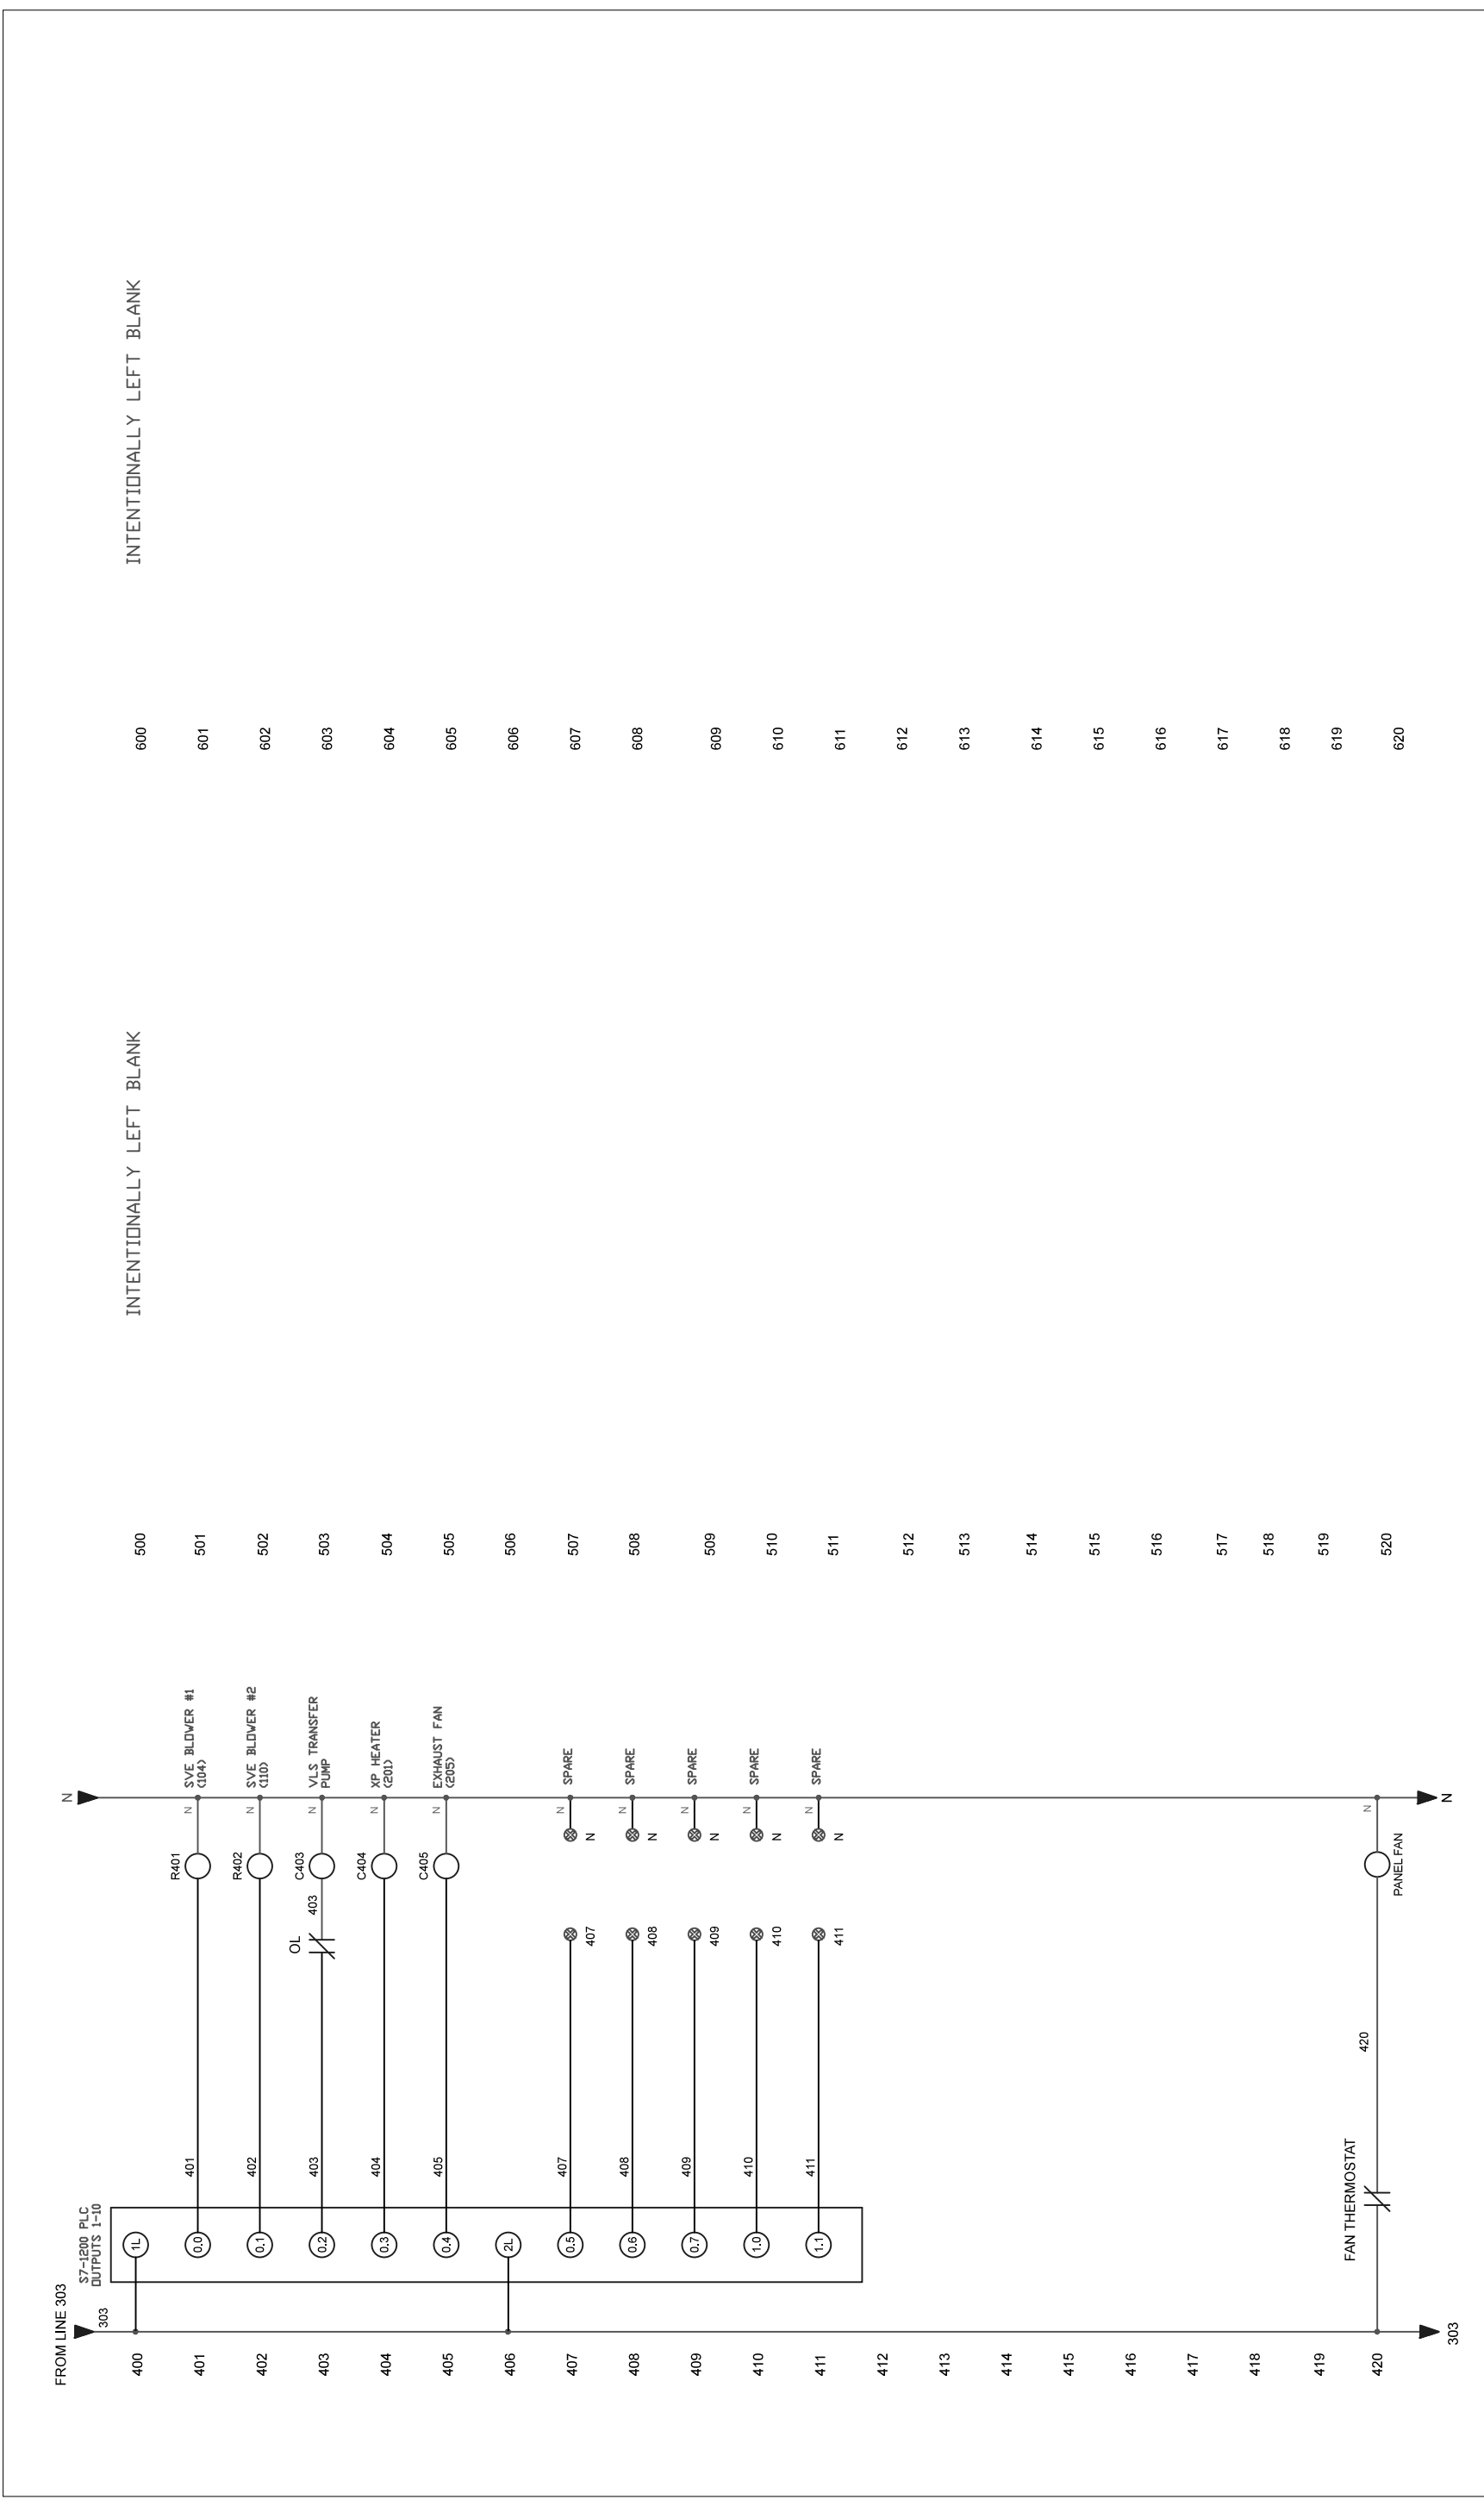 FROM LINE 303
303
N
S7-1200 PLC
OUTPUTS 1-10
400
1L
401
0.0
401
R401
N
SVE BLOWER #1
(104)
402
0.1
402
R402
N
SVE BLOWER #2
(110)
403
0.2
403
OL
403
C403
N
VLS TRANSFER
PUMP
404
0.3
404
C404
N
XP HEATER
(201)
405
0.4
405
C405
N
EXHAUST FAN
(205)
406
2L
407
0.5
407
407
N
N
SPARE
408
0.6
408
408
N
N
SPARE
409
0.7
409
409
N
N
SPARE
410
1.0
410
410
N
N
SPARE
411
1.1
411
411
N
N
SPARE
412
413
414
415
416
417
418
419
420
FAN THERMOSTAT
420
PANEL FAN
N
303
N
INTENTIONALLY LEFT BLANK
500
501
502
503
504
505
506
507
508
509
510
511
512
513
514
515
516
517
518
519
520
INTENTIONALLY LEFT BLANK
600
601
602
603
604
605
606
607
608
609
610
611
612
613
614
615
616
617
618
619
620